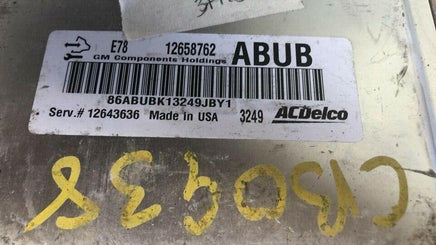 E78 12658762 ABUB
GM Components Holdings
86ABUBK13249JBY1
Serv.# 12643636 Made in USA 3249 ACDelco